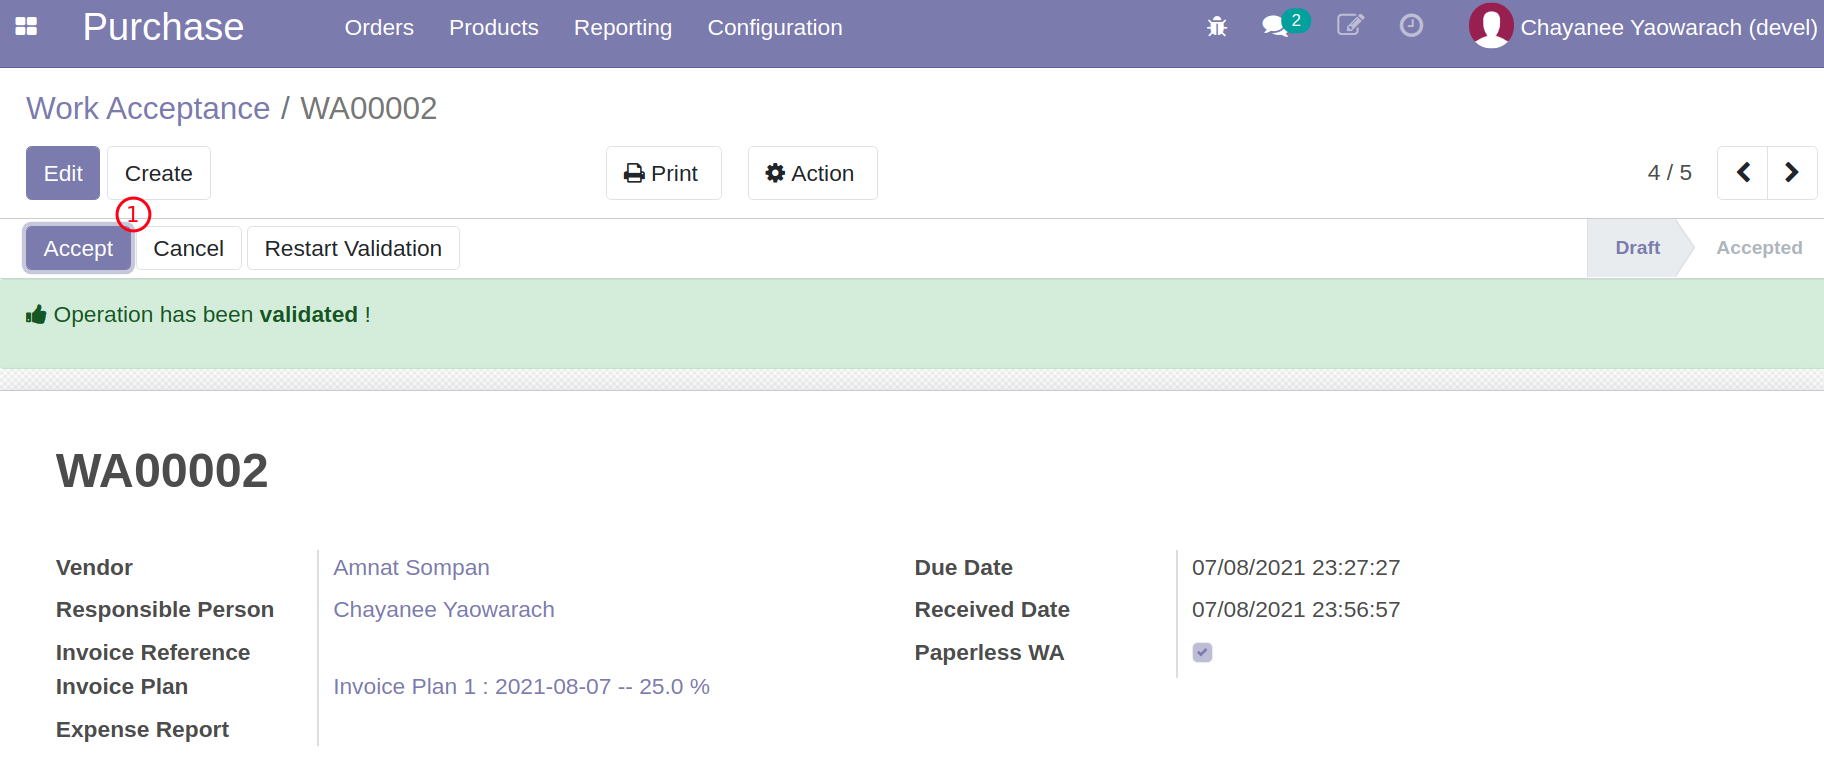 Purchase Orders Products Reporting Configuration 2 Chayanee Yaowarach (devel)
Work Acceptance / WA00002
Edit Create Print Action 4 / 5
1
Accept Cancel Restart Validation Draft Accepted
Operation has been validated !
WA00002
Vendor Amnat Sompan Due Date 07/08/2021 23:27:27
Responsible Person Chayanee Yaowarach Received Date 07/08/2021 23:56:57
Invoice Reference Paperless WA
Invoice Plan Invoice Plan 1 : 2021-08-07 -- 25.0 %
Expense Report